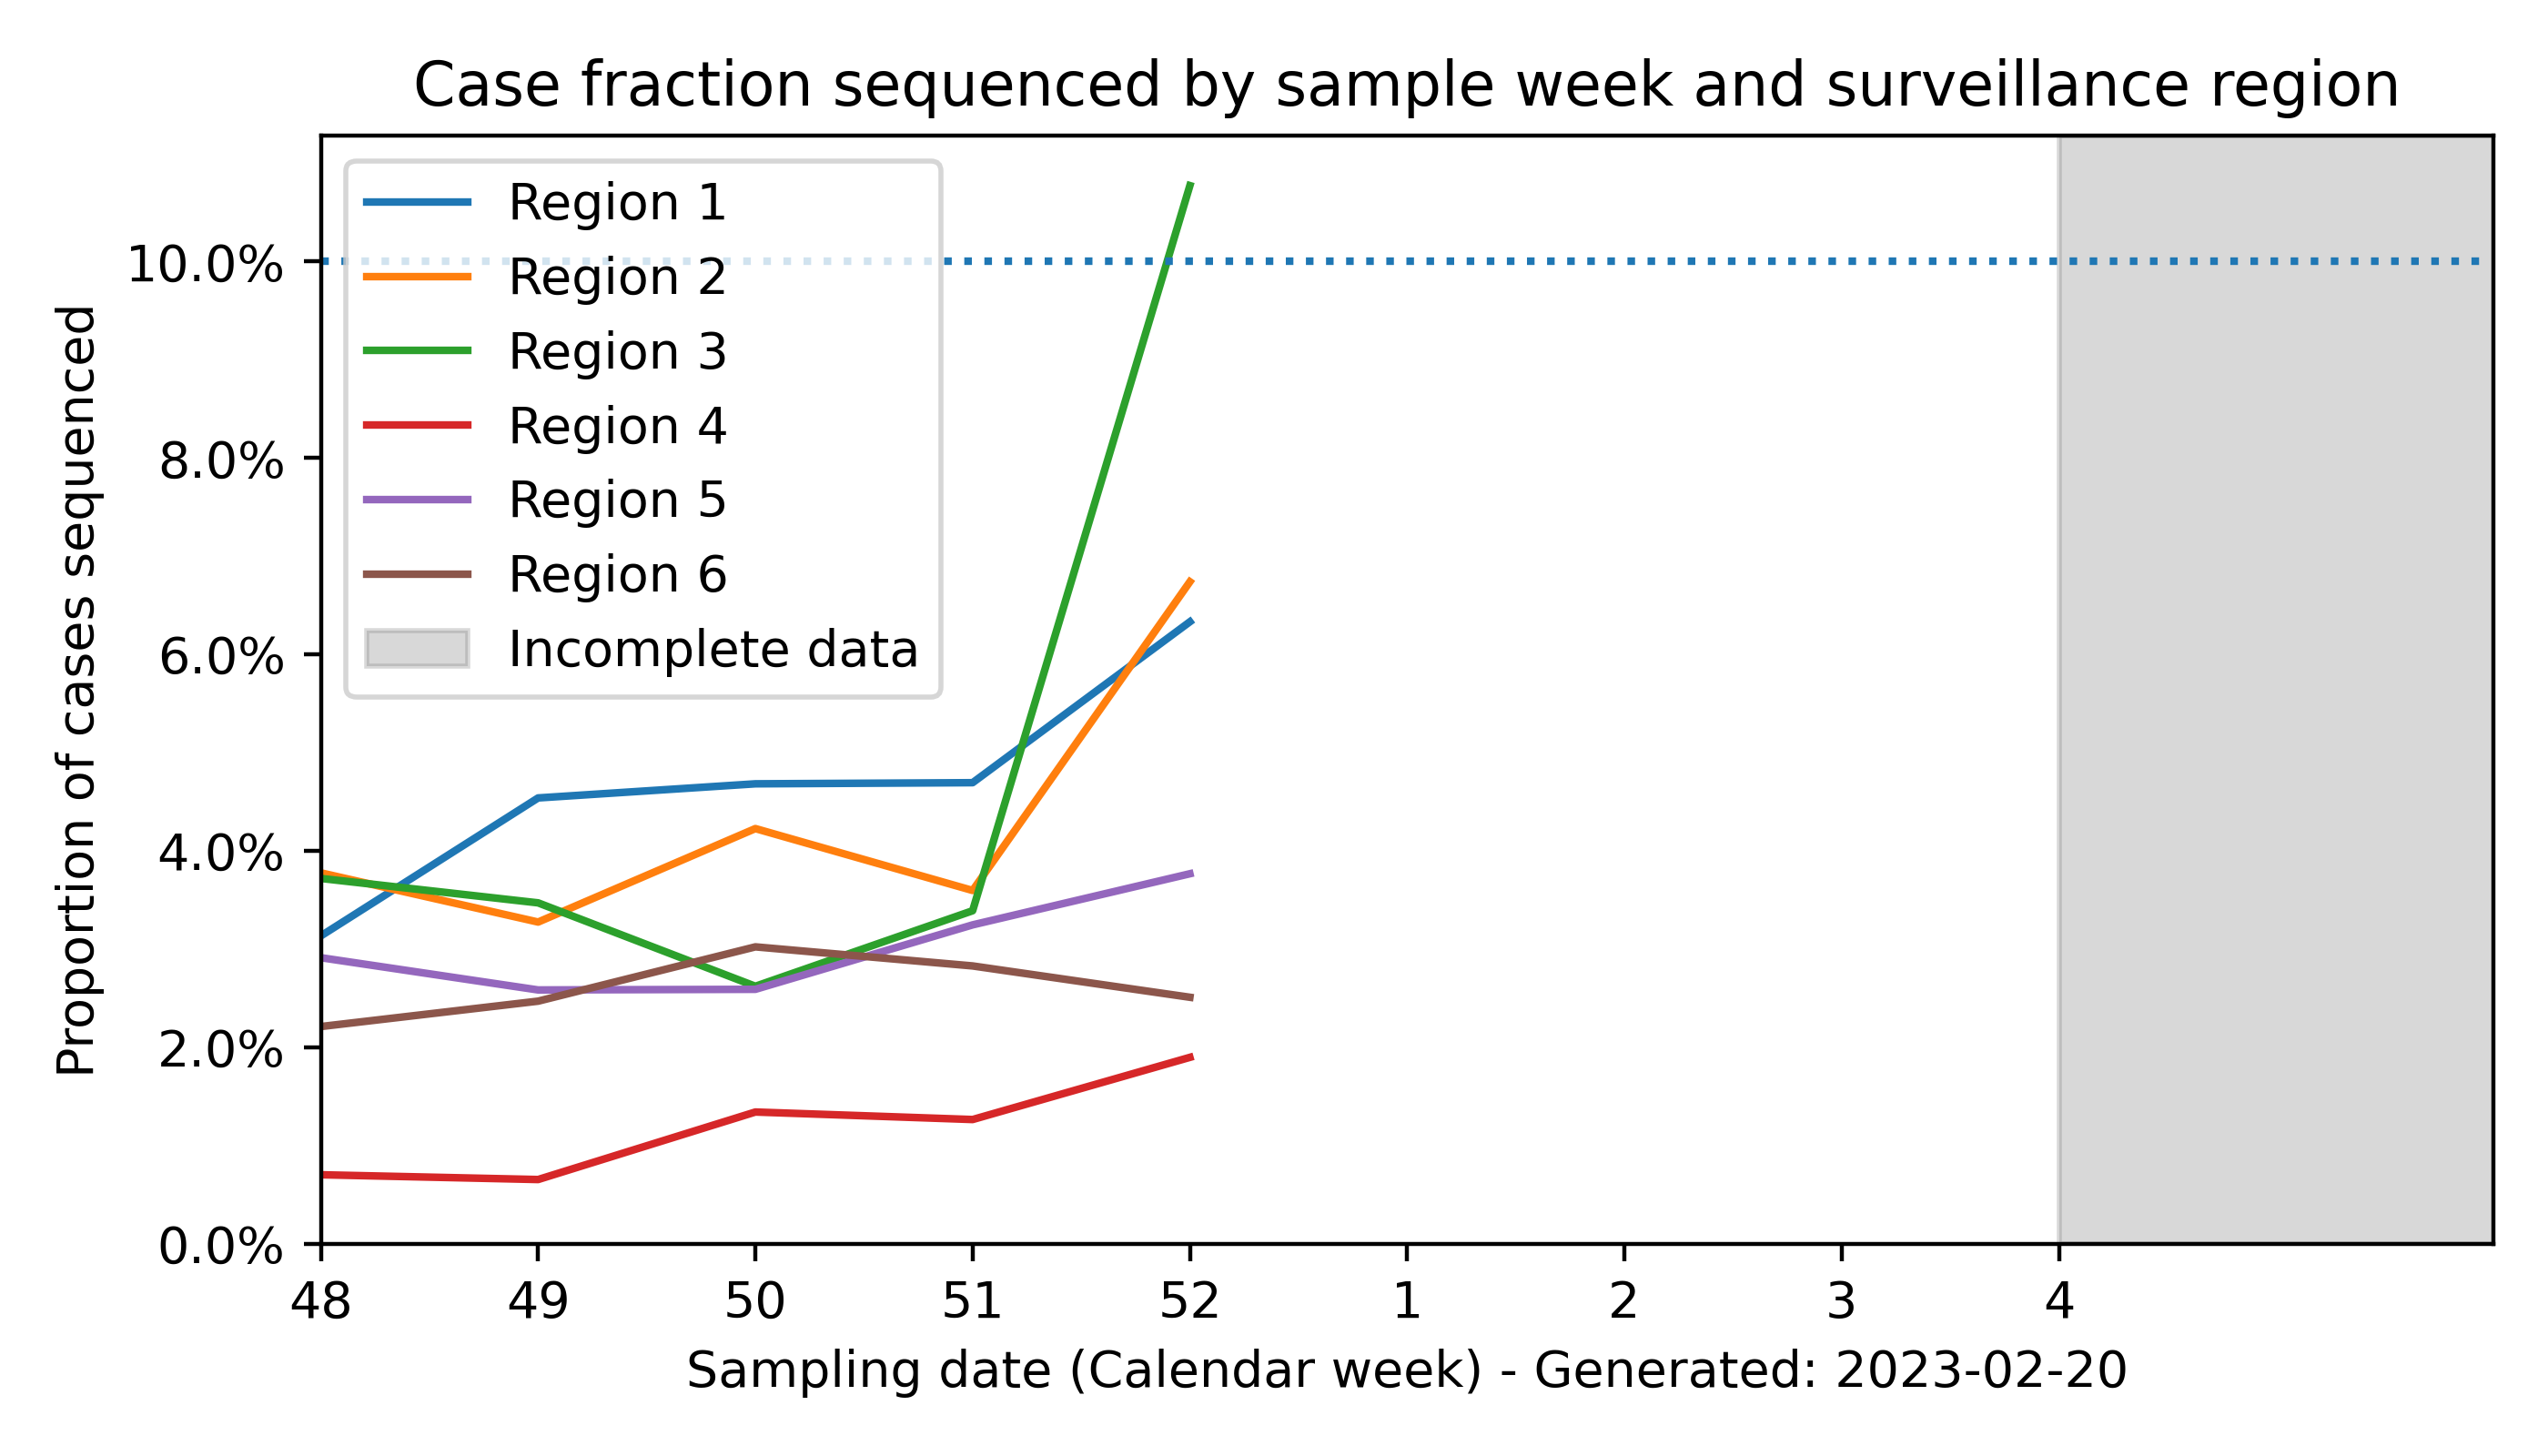 Case fraction sequenced by sample week and surveillance region
Region 1
Region 2
Region 3
Region 4
Region 5
Region 6
Incomplete data
Proportion of cases sequenced
10.0%
8.0%
6.0%
4.0%
2.0%
0.0%
48 49 50 51 52 1 2 3 4
Sampling date (Calendar week) - Generated: 2023-02-20